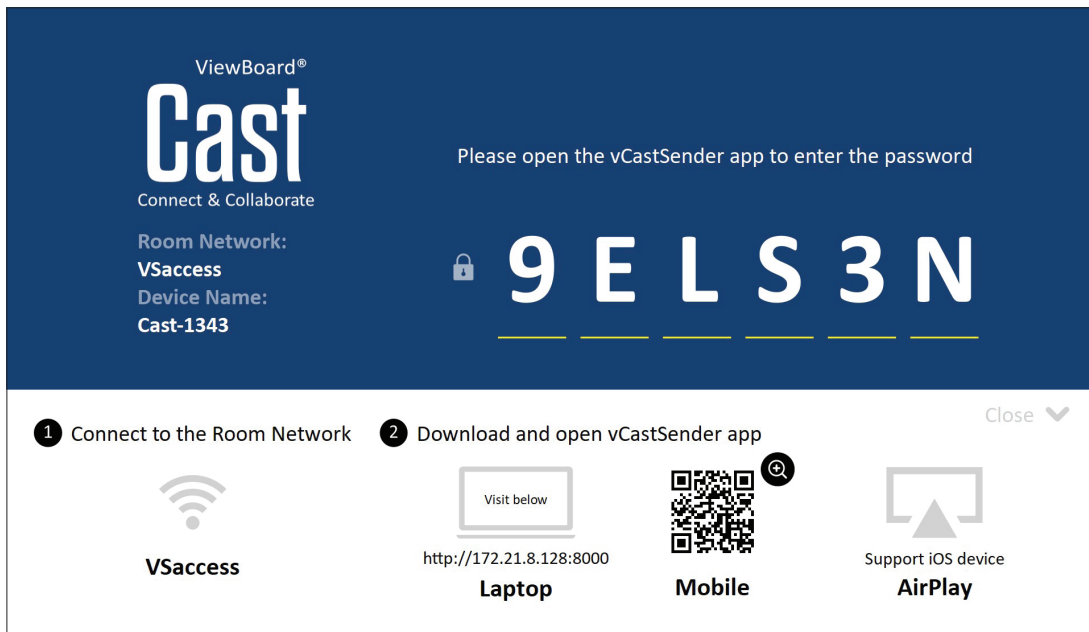 ViewBoard®
Cast
Connect & Collaborate
Room Network:
VSaccess
Device Name:
Cast-1343
Please open the vCastSender app to enter the password
9 E L S 3 N
Close
1 Connect to the Room Network
VSaccess
2 Download and open vCastSender app
Visit below
http://172.21.8.128:8000
Laptop
Mobile
Support iOS device
AirPlay